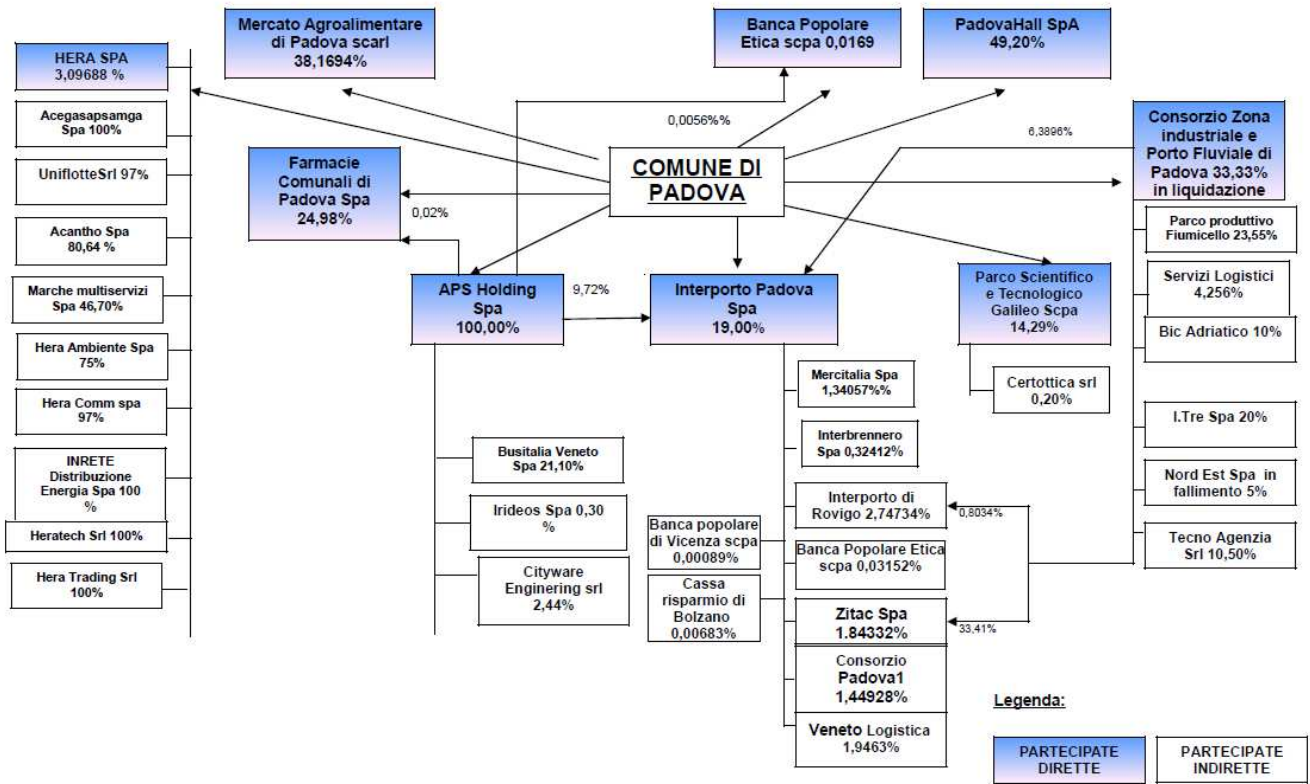 Mercato Agroalimentare
di Padova scarl
38,1694%
Banca Popolare
Etica scpa 0,0169
PadovaHall SpA
49,20%
HERA SPA
3,09688 %
Acegasapsamga
Spa 100%
UniflotteSrl 97%
Acantho Spa
80,64 %
Marche multiservizi
Spa 46,70%
Hera Ambiente Spa
75%
Hera Comm spa
97%
INRETE
Distribuzione
Energia Spa 100
%
Heratech Srl 100%
Hera Trading Srl
100%
0,0056%%
6,3896%
Farmacie
Comunali di
Padova Spa
24,98%
0,02%
COMUNE DI
PADOVA
Consorzio Zona
industriale e
Porto Fluviale di
Padova 33,33%
in liquidazione
APS Holding
Spa
100,00%
9,72%
Interporto Padova
Spa
19,00%
Parco Scientifico
e Tecnologico
Galileo Scpa
14,29%
Parco produttivo
Fiumicello 23,55%
Servizi Logistici
4,256%
Bic Adriatico 10%
I.Tre Spa 20%
Nord Est Spa in
fallimento 5%
Tecno Agenzia
Srl 10,50%
Certottica srl
0,20%
Busitalia Veneto
Spa 21,10%
Irideos Spa 0,30
%
Cityware
Enginering srl
2,44%
Mercitalia Spa
1,34057%%
Interbrennero
Spa 0,32412%
Interporto di
Rovigo 2,74734%
0,8034%
Banca popolare
di Vicenza scpa
0,00089%
Banca Popolare Etica
scpa 0,03152%
Cassa
risparmio di
Bolzano
0,00683%
Zitac Spa
1.84332%
33,41%
Consorzio
Padova1
1,44928%
Veneto Logistica
1,9463%
Legenda:
PARTECIPATE
DIRETTE
PARTECIPATE
INDIRETTE